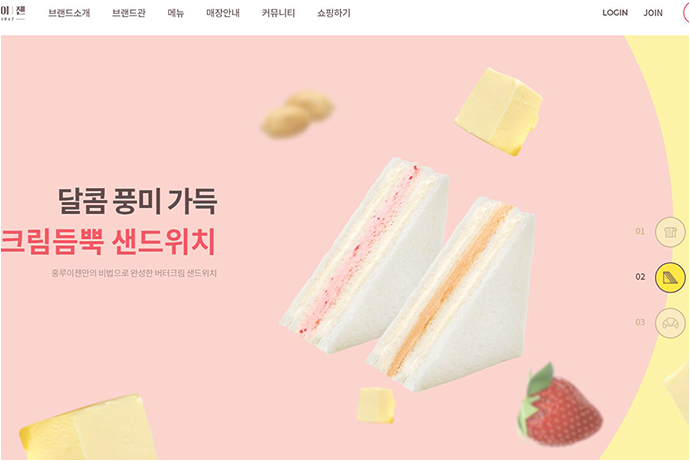 이젠
1947
브랜드소개 브랜드관 메뉴 매장안내 커뮤니티 쇼핑하기 LOGIN JOIN
달콤 풍미 가득
크림듬뿍 샌드위치
홍루이젠만의 비법으로 완성한 버터크림 샌드위치
01
02
03